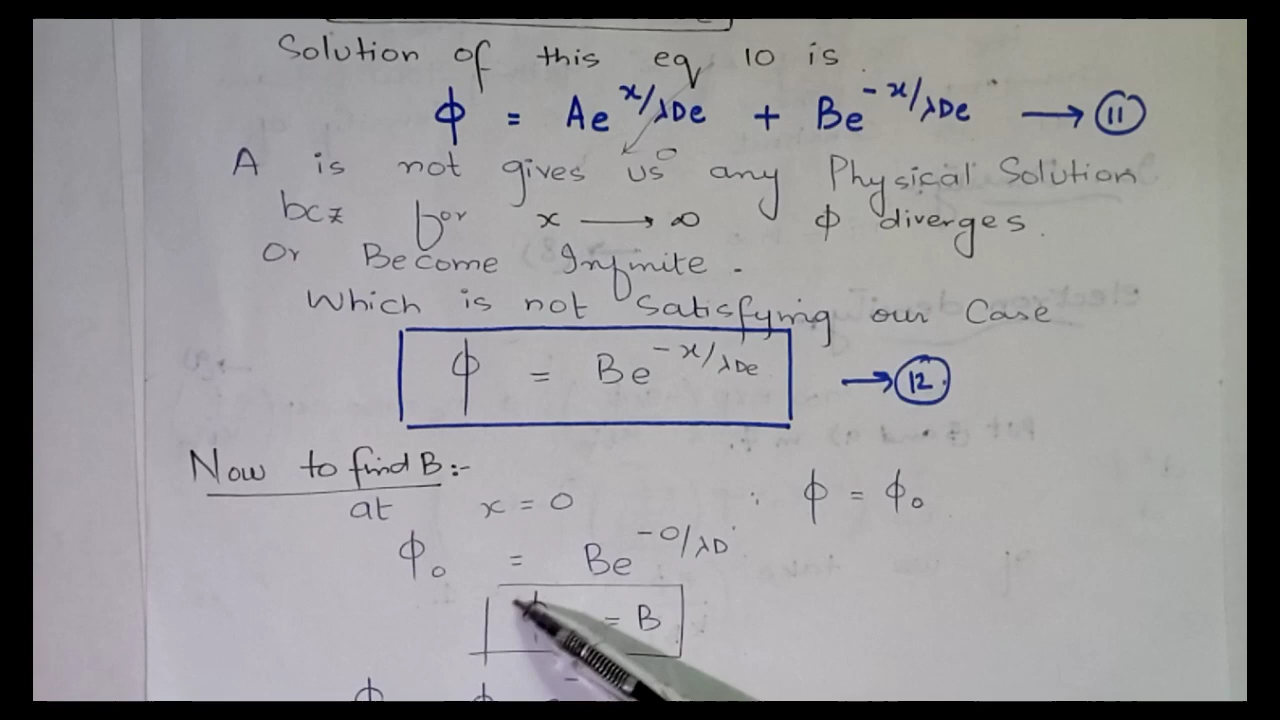 Solution of this eq 10 is
ϕ = Ae^x/λDe + Be^-x/λDe → 11
A is not gives us any Physical Solution
bcz for x → ∞ ϕ diverges.
Or Become Infinite.
Which is not Satisfying our Case
ϕ = Be^-x/λDe → 12
Now to find B:-
at x = 0 ϕ = ϕ₀
ϕ₀ = Be^-0/λD
= B